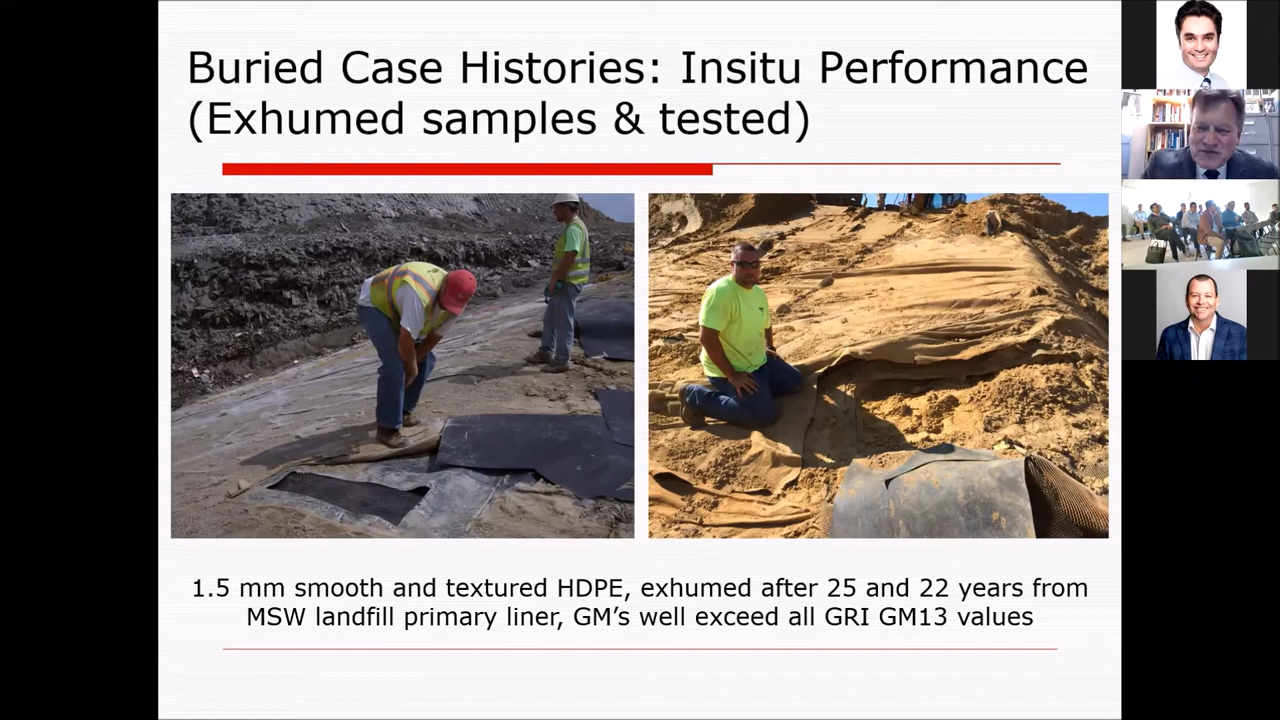 Buried Case Histories: Insitu Performance
(Exhumed samples & tested)
1.5 mm smooth and textured HDPE, exhumed after 25 and 22 years from
MSW landfill primary liner, GM’s well exceed all GRI GM13 values